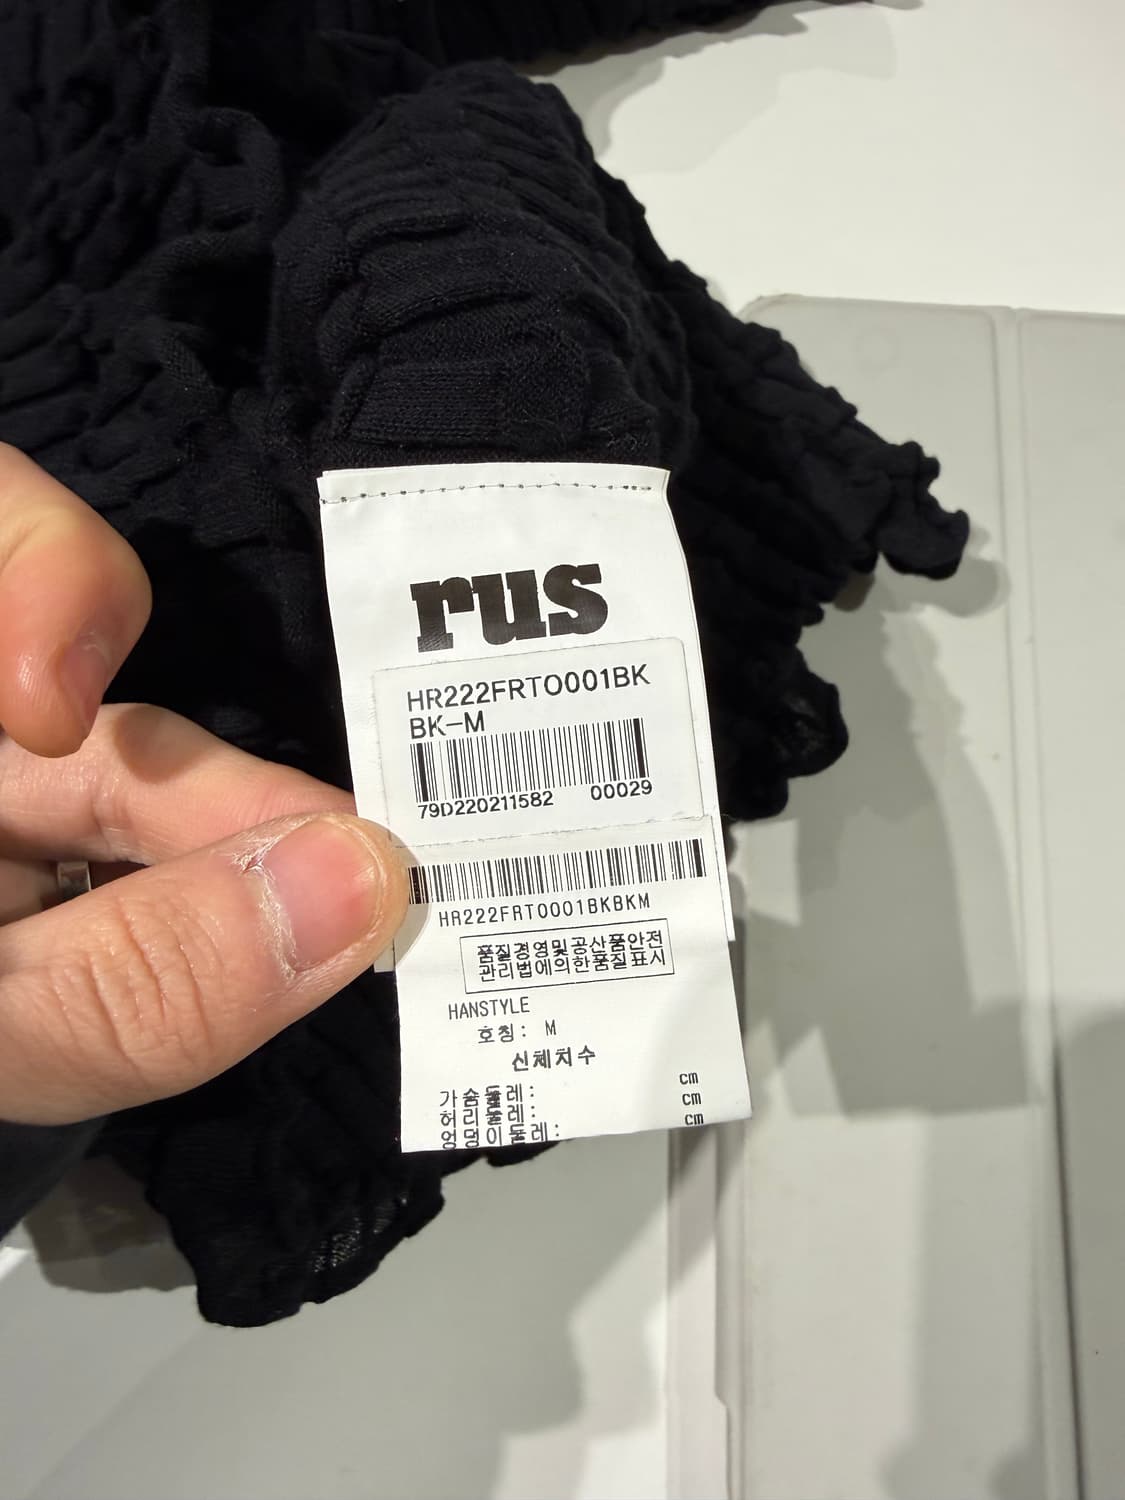 rus
HR222FRTO001BK
BK-M
79D220211582 00029
HR222FRTO001BKBKM
품질경영및공산품안전
관리법에의한품질표시
HANSTYLE
호칭: M
신체치수
가슴둘레: cm
허리둘레: cm
엉덩이둘레: cm